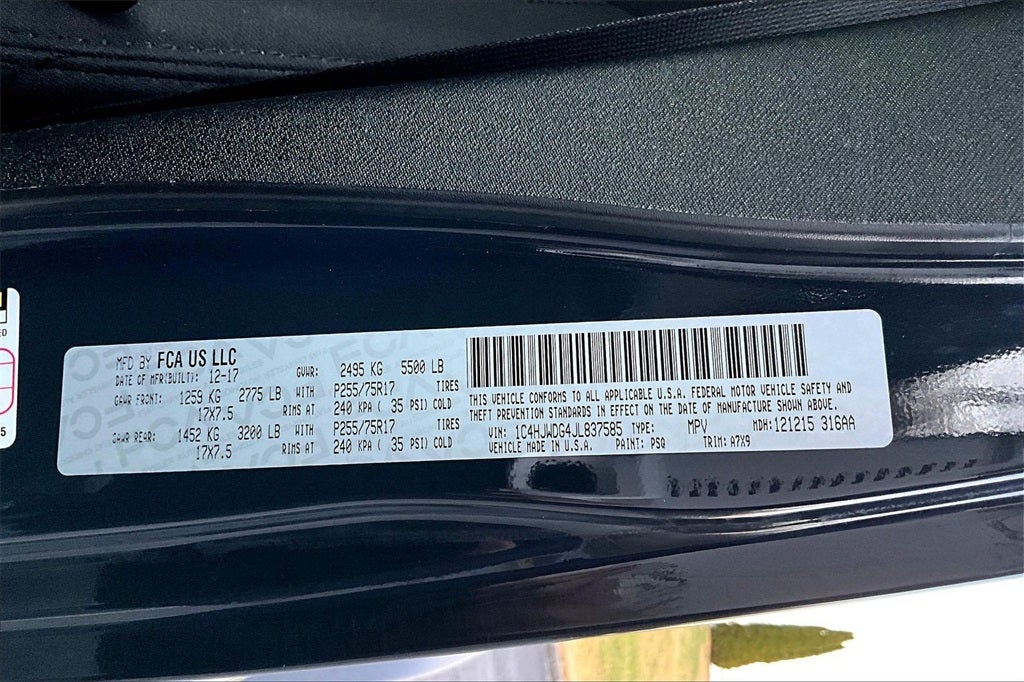 MFD BY FCA US LLC
DATE OF MFR(BUILT): 12-17 GVWR: 2495 KG 5500 LB
GAWR FRONT: 1259 KG 2775 LB WITH P255/75R17 TIRES
17X7.5 RIMS AT 240 KPA ( 35 PSI) COLD
GAWR REAR: 1452 KG 3200 LB WITH P255/75R17 TIRES
17X7.5 RIMS AT 240 KPA ( 35 PSI) COLD
THIS VEHICLE CONFORMS TO ALL APPLICABLE U.S.A. FEDERAL MOTOR VEHICLE SAFETY AND
THEFT PREVENTION STANDARDS IN EFFECT ON THE DATE OF MANUFACTURE SHOWN ABOVE.
VIN: 1C4HJWDG4JL837585 TYPE: MPV MDH: 121215 316AA
VEHICLE MADE IN U.S.A. PAINT: PSQ TRIM: A7X9